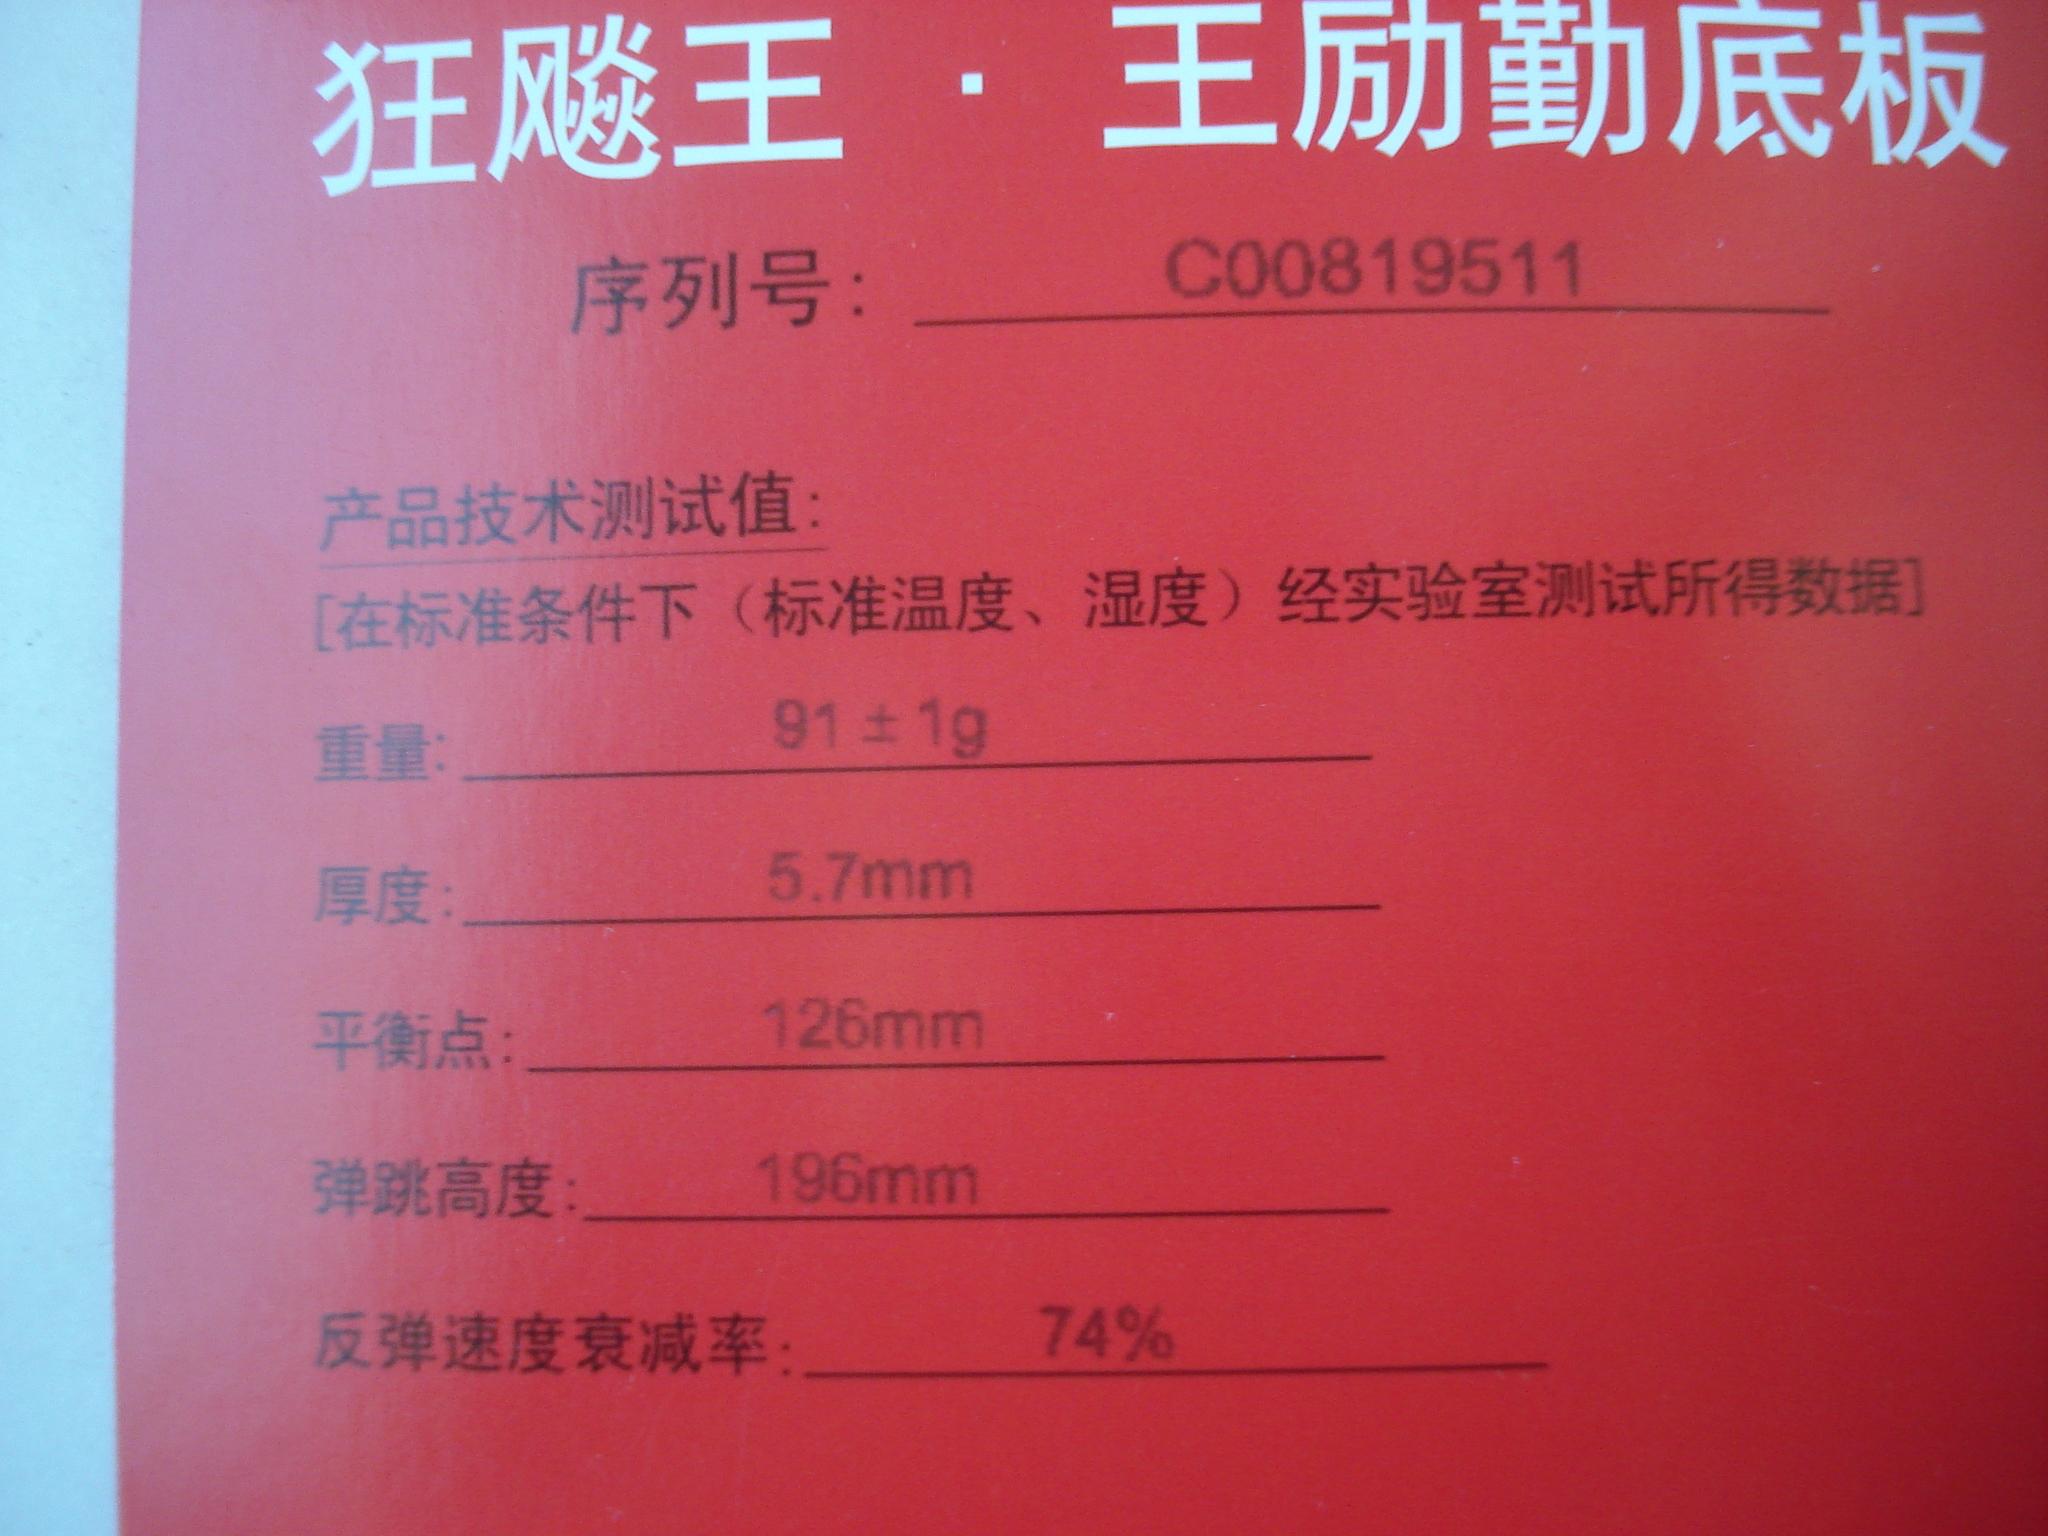 狂飚王·王励勤底板
序列号: C00819511
产品技术测试值:
[在标准条件下（标准温度、湿度）经实验室测试所得数据]
重量: 91±1g
厚度: 5.7mm
平衡点: 126mm
弹跳高度: 196mm
反弹速度衰减率: 74%